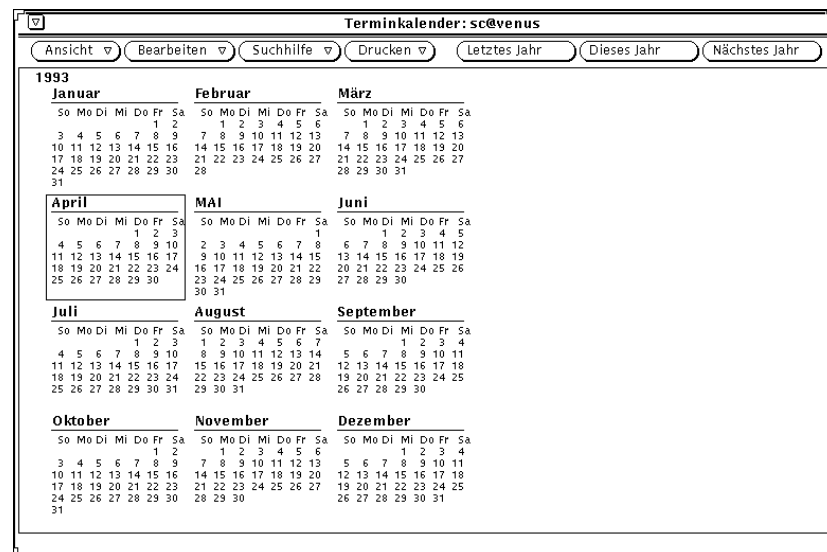 Terminkalender: sc@venus
Ansicht Bearbeiten Suchhilfe Drucken Letztes Jahr Dieses Jahr Nächstes Jahr
1993
Januar Februar März
So Mo Di Mi Do Fr Sa So Mo Di Mi Do Fr Sa So Mo Di Mi Do Fr Sa
1 2 1 2 3 4 5 6 1 2 3 4 5 6
3 4 5 6 7 8 9 7 8 9 10 11 12 13 7 8 9 10 11 12 13
10 11 12 13 14 15 16 14 15 16 17 18 19 20 14 15 16 17 18 19 20
17 18 19 20 21 22 23 21 22 23 24 25 26 27 21 22 23 24 25 26 27
24 25 26 27 28 29 30 28 28 29 30 31
31
April MAI Juni
So Mo Di Mi Do Fr Sa So Mo Di Mi Do Fr Sa So Mo Di Mi Do Fr Sa
1 2 3 1 1 2 3 4 5
4 5 6 7 8 9 10 2 3 4 5 6 7 8 6 7 8 9 10 11 12
11 12 13 14 15 16 17 9 10 11 12 13 14 15 13 14 15 16 17 18 19
18 19 20 21 22 23 24 16 17 18 19 20 21 22 20 21 22 23 24 25 26
25 26 27 28 29 30 23 24 25 26 27 28 29 27 28 29 30
30 31
Juli August September
So Mo Di Mi Do Fr Sa So Mo Di Mi Do Fr Sa So Mo Di Mi Do Fr Sa
1 2 3 1 2 3 4 5 6 7 1 2 3 4
4 5 6 7 8 9 10 8 9 10 11 12 13 14 5 6 7 8 9 10 11
11 12 13 14 15 16 17 15 16 17 18 19 20 21 12 13 14 15 16 17 18
18 19 20 21 22 23 24 22 23 24 25 26 27 28 19 20 21 22 23 24 25
25 26 27 28 29 30 31 29 30 31 26 27 28 29 30
Oktober November Dezember
So Mo Di Mi Do Fr Sa So Mo Di Mi Do Fr Sa So Mo Di Mi Do Fr Sa
1 2 1 2 3 4 5 6 1 2 3 4
3 4 5 6 7 8 9 7 8 9 10 11 12 13 5 6 7 8 9 10 11
10 11 12 13 14 15 16 14 15 16 17 18 19 20 12 13 14 15 16 17 18
17 18 19 20 21 22 23 21 22 23 24 25 26 27 19 20 21 22 23 24 25
24 25 26 27 28 29 30 28 29 30 26 27 28 29 30 31
31